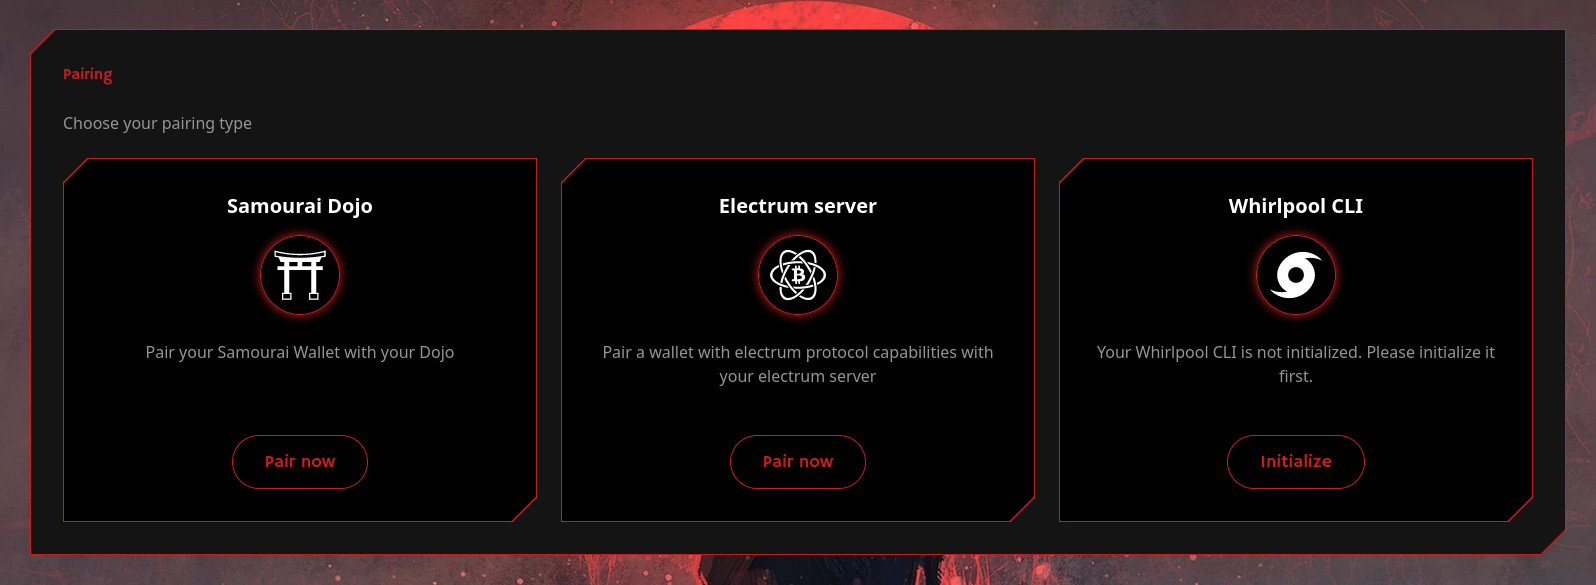 Pairing
Choose your pairing type
Samourai Dojo
Pair your Samourai Wallet with your Dojo
Pair now
Electrum server
Pair a wallet with electrum protocol capabilities with
your electrum server
Pair now
Whirlpool CLI
Your Whirlpool CLI is not initialized. Please initialize it
first.
Initialize